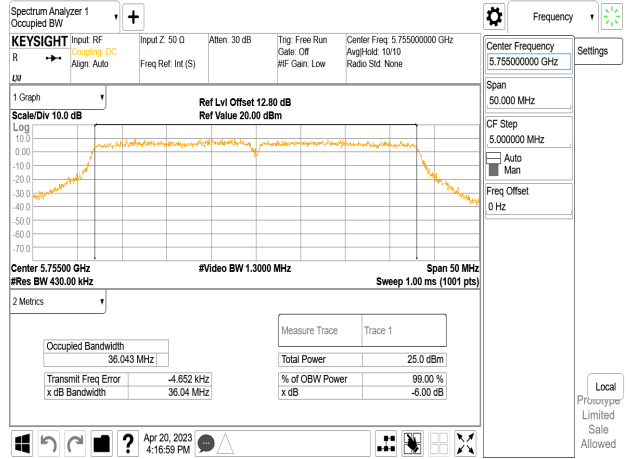 Spectrum Analyzer 1
Occupied BW
Frequency
KEYSIGHT
R
LXI
Input: RF
Coupling: DC
Align: Auto
Input Z: 50 Ω
Freq Ref: Int (S)
Atten: 30 dB
Trig: Free Run
Gate: Off
#IF Gain: Low
Center Freq: 5.755000000 GHz
Avg|Hold: 10/10
Radio Std: None
Center Frequency
5.755000000 GHz
Settings
Span
50.000 MHz
CF Step
5.000000 MHz
Auto
Man
Freq Offset
0 Hz
1 Graph
Scale/Div 10.0 dB
Ref Lvl Offset 12.80 dB
Ref Value 20.00 dBm
Log
10.0
0.00
-10.0
-20.0
-30.0
-40.0
-50.0
-60.0
-70.0
Center 5.75500 GHz
#Res BW 430.00 kHz
#Video BW 1.3000 MHz
Span 50 MHz
Sweep 1.00 ms (1001 pts)
2 Metrics
Measure Trace Trace 1
Occupied Bandwidth
36.043 MHz
Total Power 25.0 dBm
Transmit Freq Error -4.652 kHz
x dB Bandwidth 36.04 MHz
% of OBW Power 99.00 %
x dB -6.00 dB
Local
Prototype
Limited
Sale
Allowed
?
Apr 20, 2023
4:16:59 PM